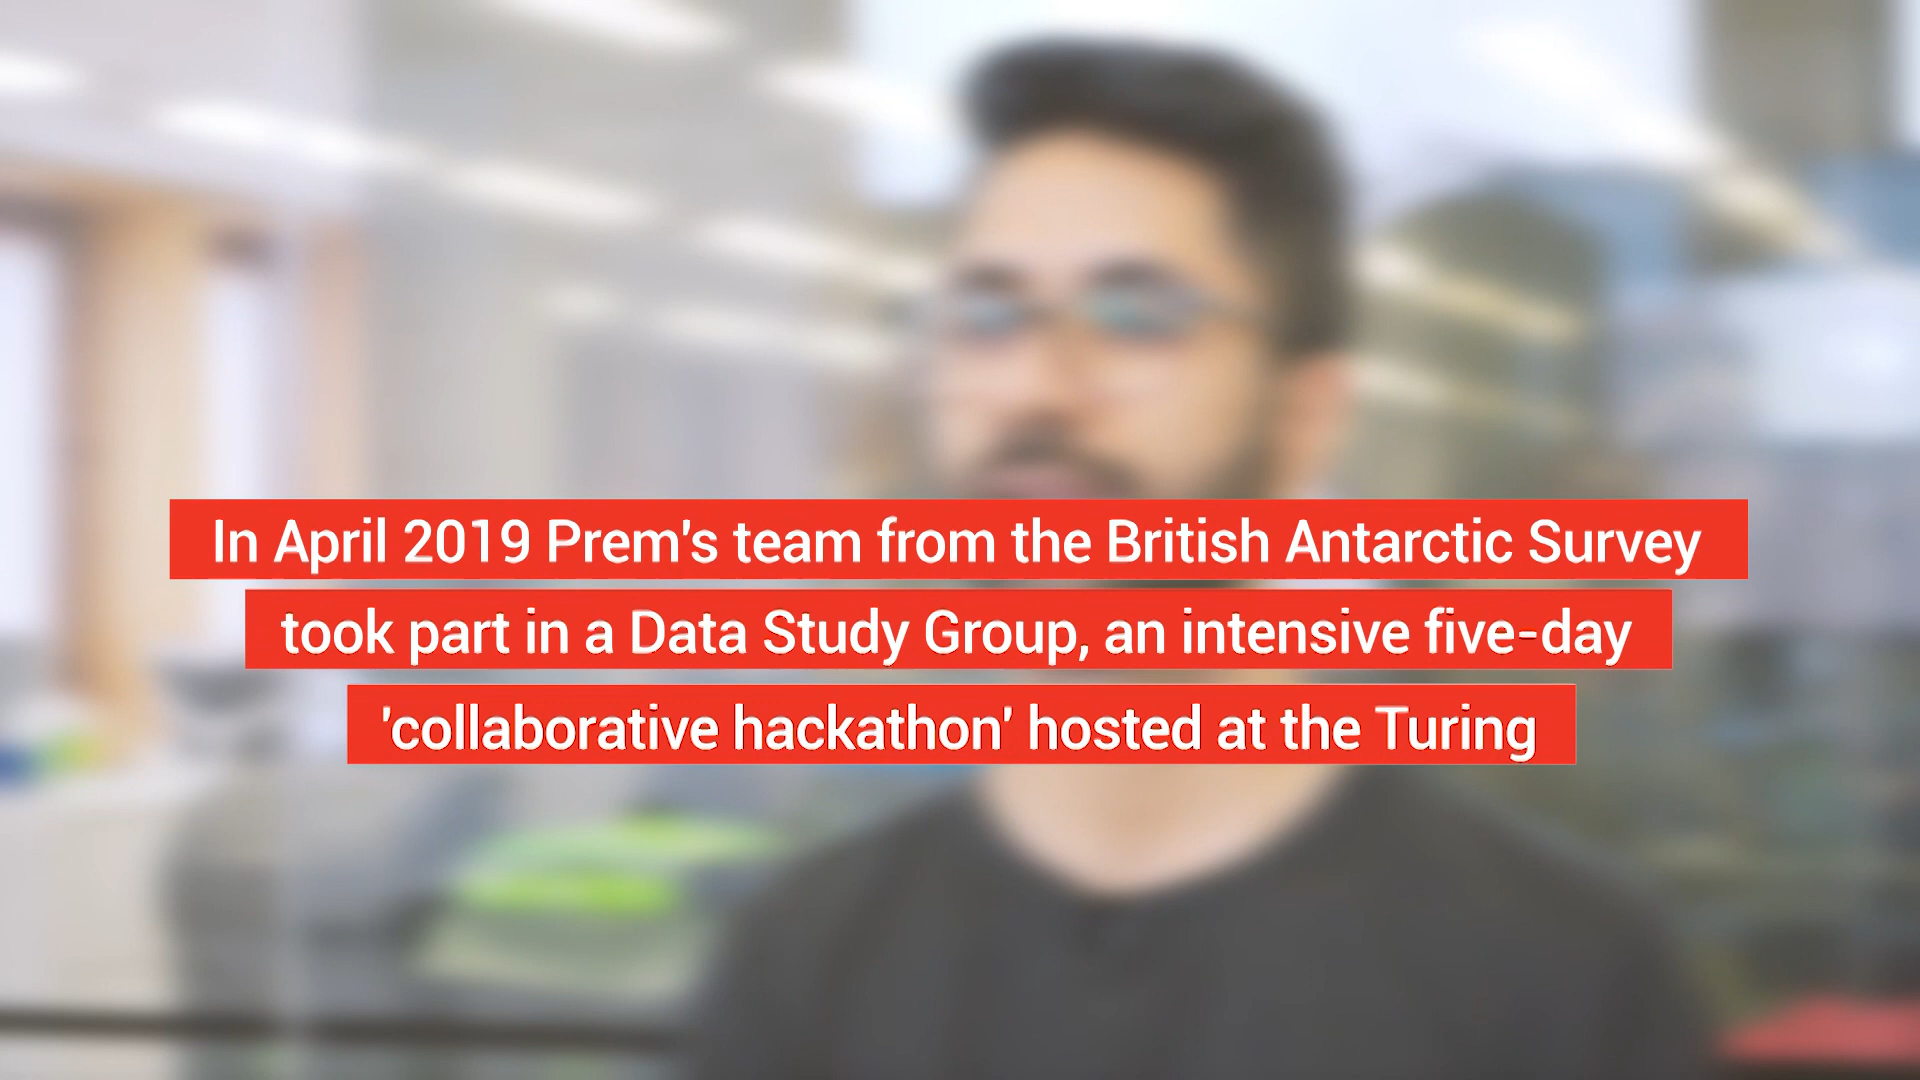 In April 2019 Prem's team from the British Antarctic Survey
took part in a Data Study Group, an intensive five-day
'collaborative hackathon' hosted at the Turing